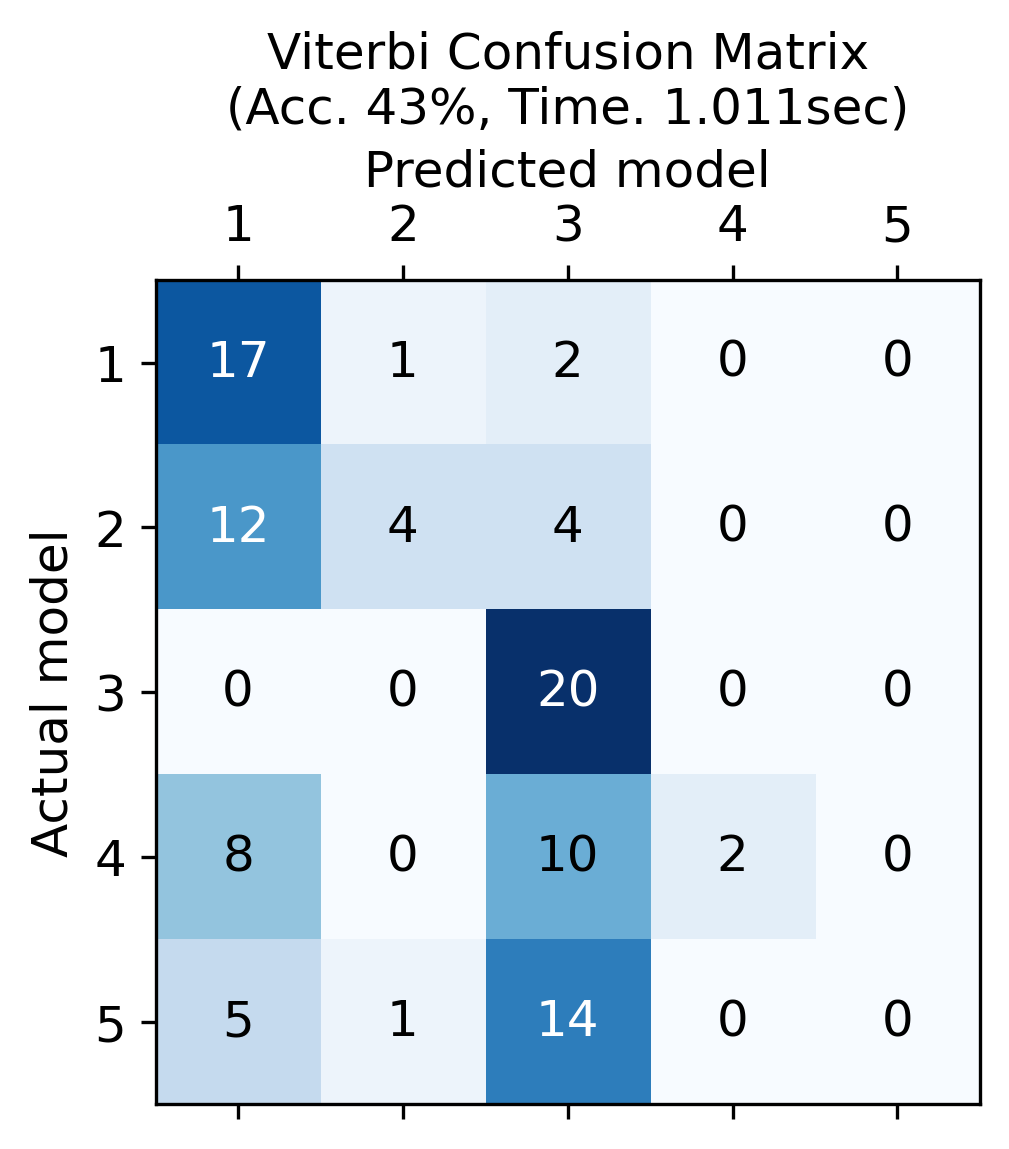 Viterbi Confusion Matrix
(Acc. 43%, Time. 1.011sec)
Predicted model
1 2 3 4 5
Actual model
1 17 1 2 0 0
2 12 4 4 0 0
3 0 0 20 0 0
4 8 0 10 2 0
5 5 1 14 0 0